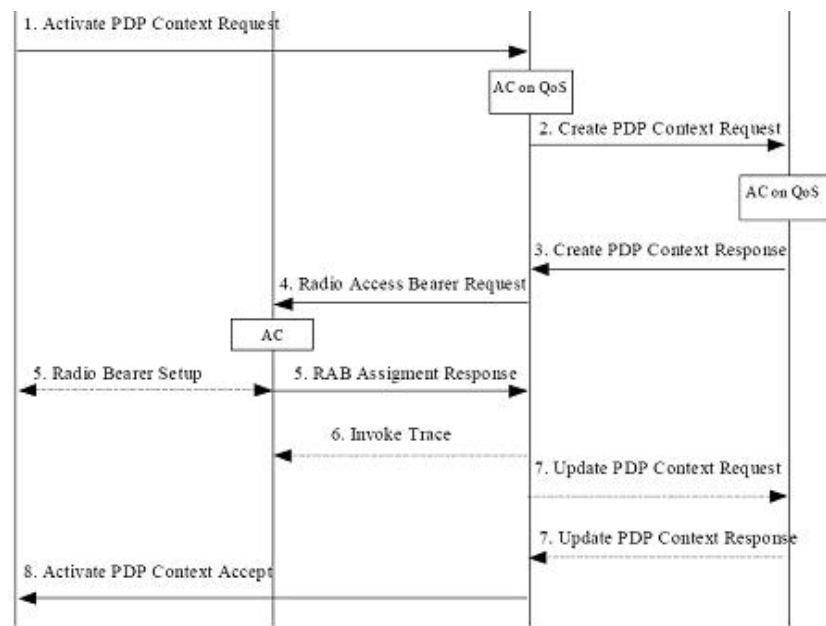 1. Activate PDP Context Request
AC on QoS
2. Create PDP Context Request
AC on QoS
3. Create PDP Context Response
4. Radio Access Bearer Request
AC
5. Radio Bearer Setup
5. RAB Assigment Response
6. Invoke Trace
7. Update PDP Context Request
7. Update PDP Context Response
8. Activate PDP Context Accept